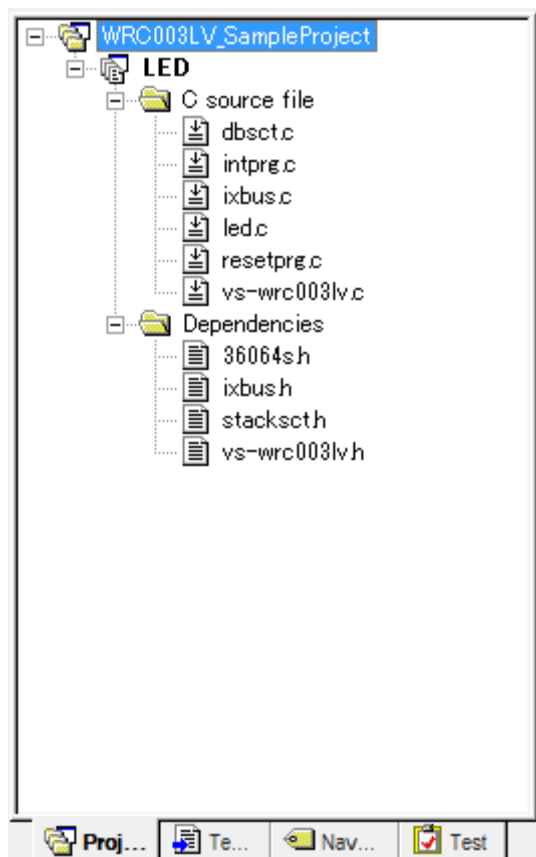 WRC003LV_SampleProject
LED
C source file
dbsct.c
intprg.c
ixbus.c
led.c
resetprg.c
vs-wrc003lv.c
Dependencies
36064s.h
ixbus.h
stacksct.h
vs-wrc003lv.h
Proj... Te... Nav... Test